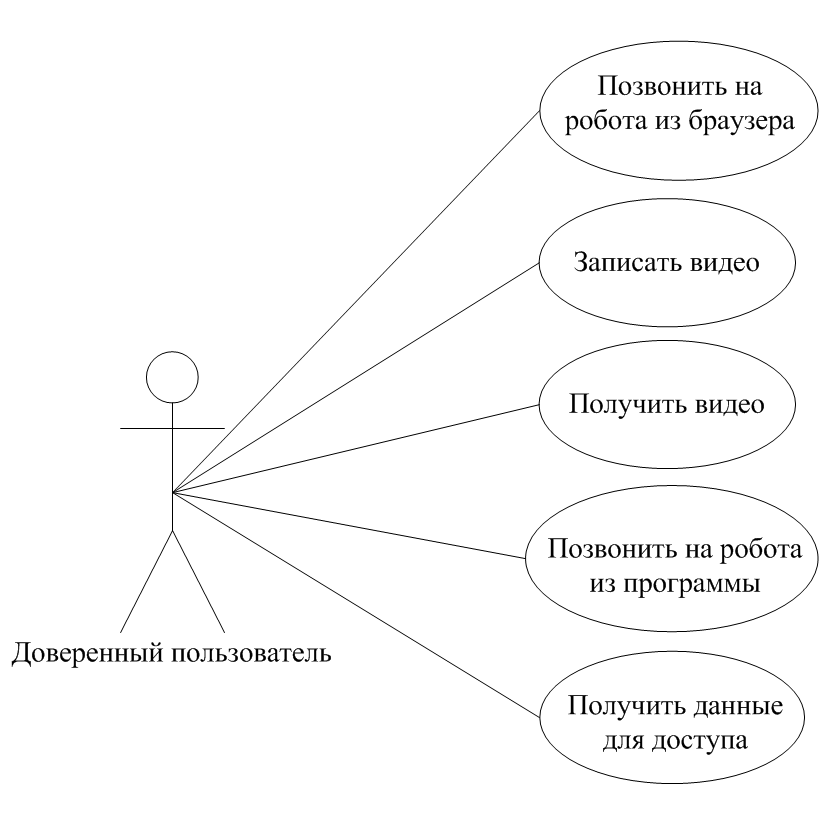 Позвонить на
робота из браузера
Записать видео
Получить видео
Позвонить на робота
из программы
Доверенный пользователь
Получить данные
для доступа